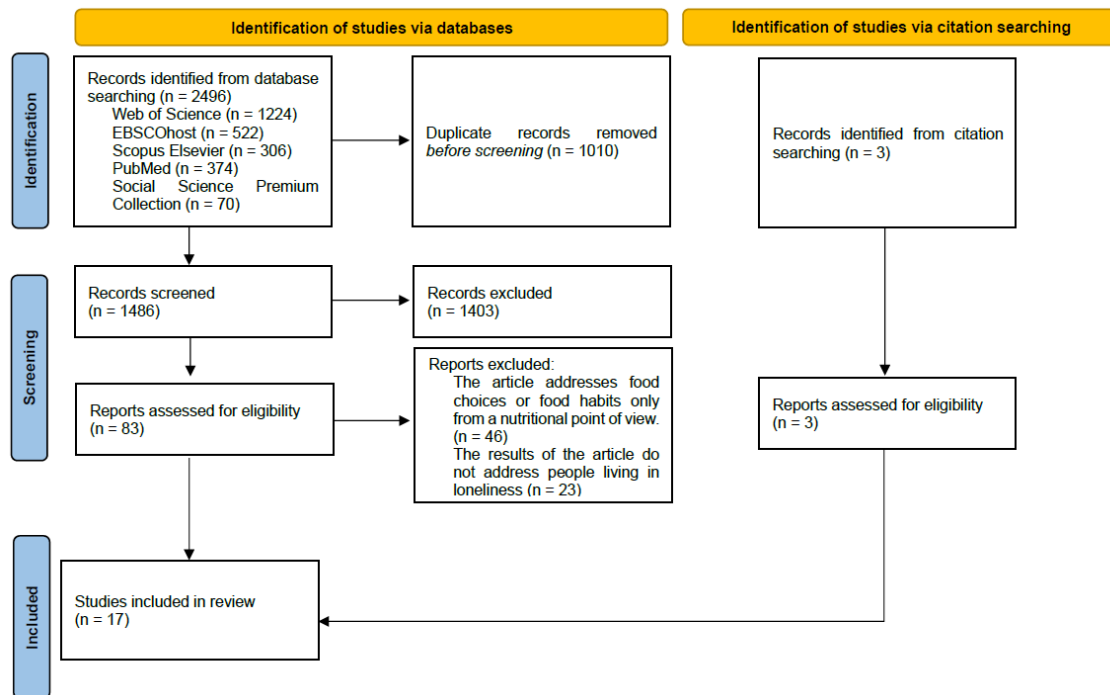 Identification of studies via databases
Identification of studies via citation searching
Identification
Records identified from database
searching (n = 2496)
Web of Science (n = 1224)
EBSCOhost (n = 522)
Scopus Elsevier (n = 306)
PubMed (n = 374)
Social Science Premium
Collection (n = 70)
Duplicate records removed
before screening (n = 1010)
Records identified from citation
searching (n = 3)
Screening
Records screened
(n = 1486)
Records excluded
(n = 1403)
Reports assessed for eligibility
(n = 83)
Reports excluded:
The article addresses food
choices or food habits only
from a nutritional point of view.
(n = 46)
The results of the article do
not address people living in
loneliness (n = 23)
Reports assessed for eligibility
(n = 3)
Included
Studies included in review
(n = 17)